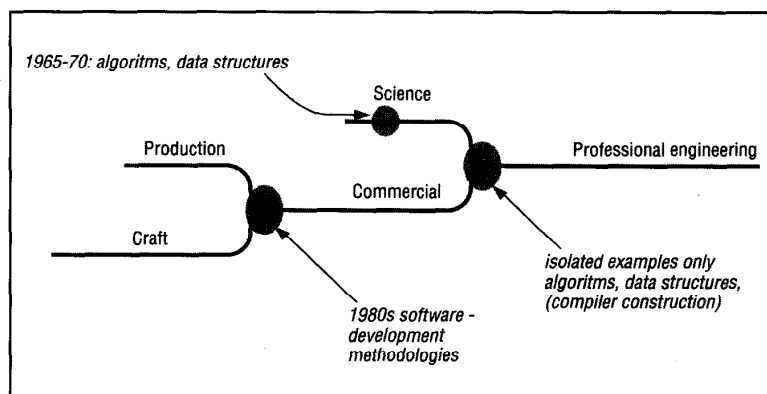 1965-70: algoritms, data structures
Science
Production
Professional engineering
Commercial
Craft
isolated examples only
algoritms, data structures,
(compiler construction)
1980s software -
development
methodologies